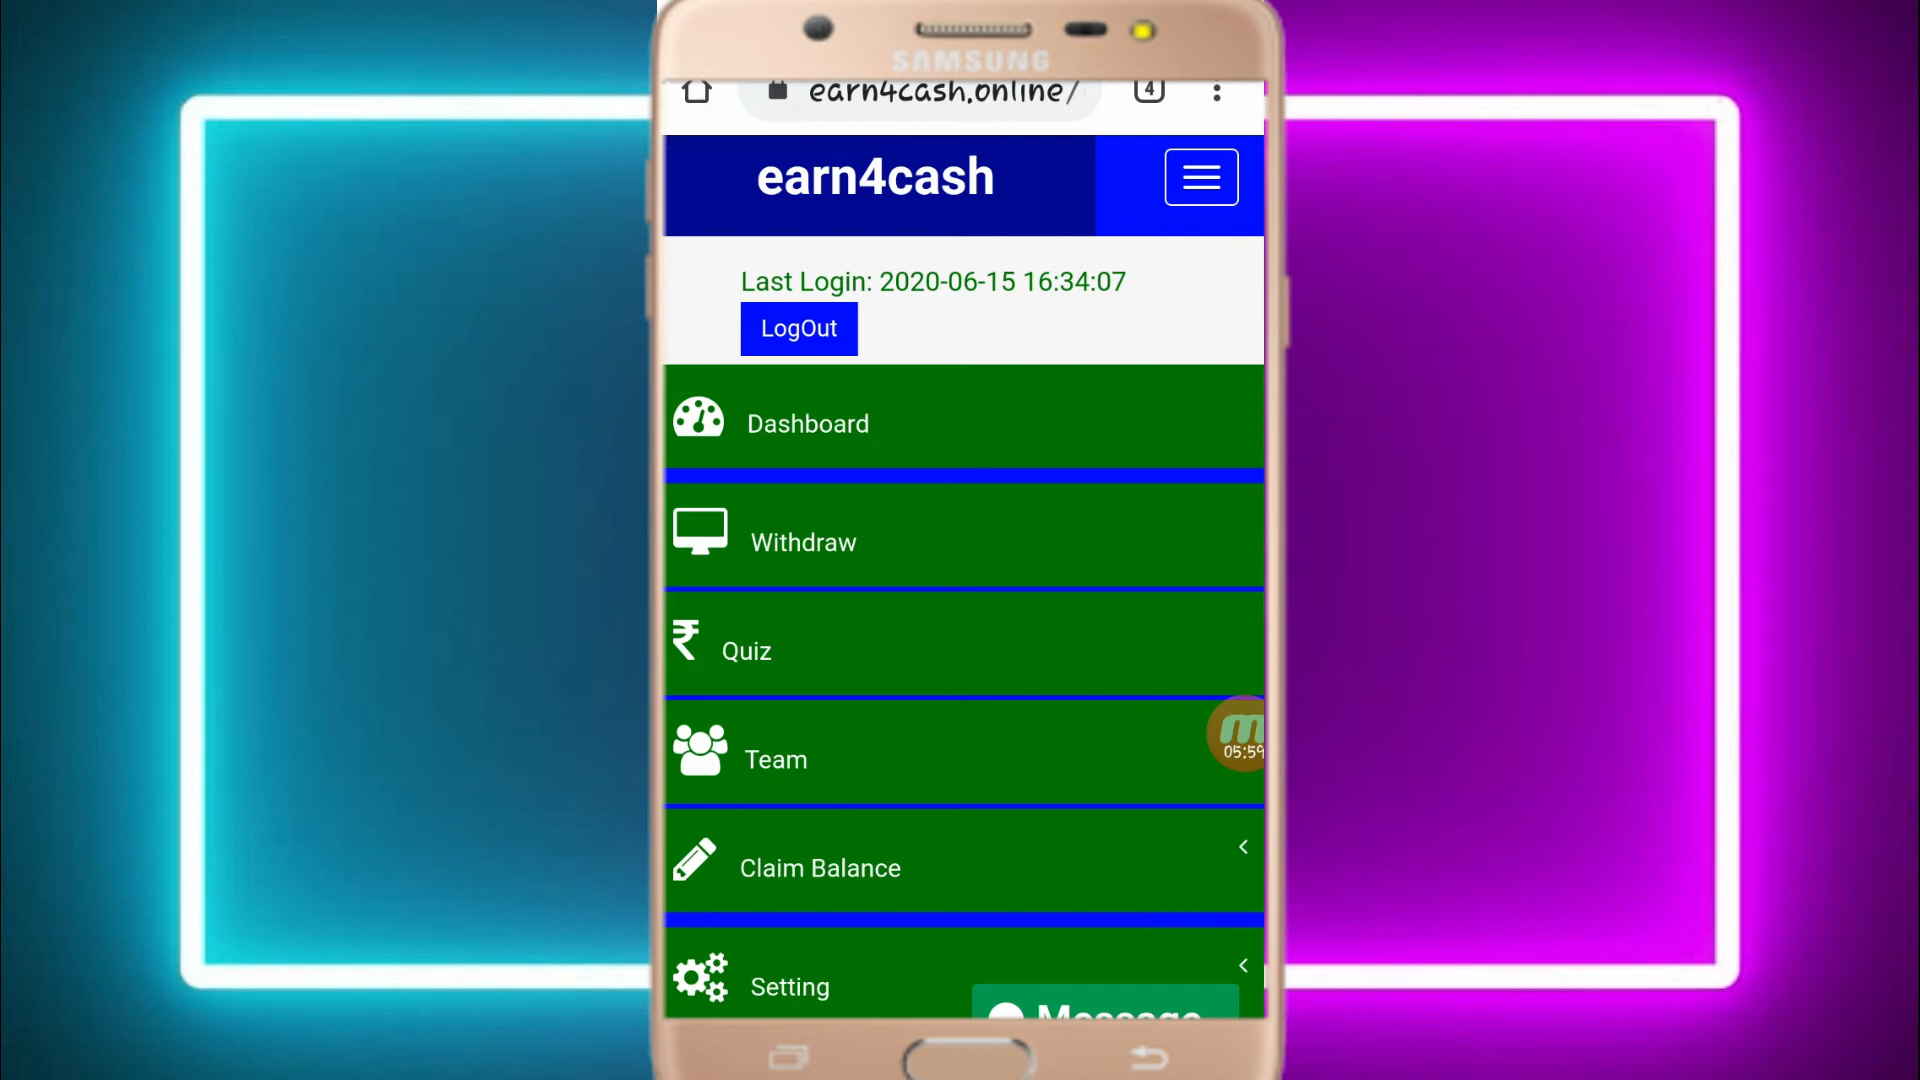 SAMSUNG
earn4cash.online/
4
earn4cash
Last Login: 2020-06-15 16:34:07
LogOut
Dashboard
Withdraw
₹ Quiz
Team
m
05:59
Claim Balance
Setting
Message